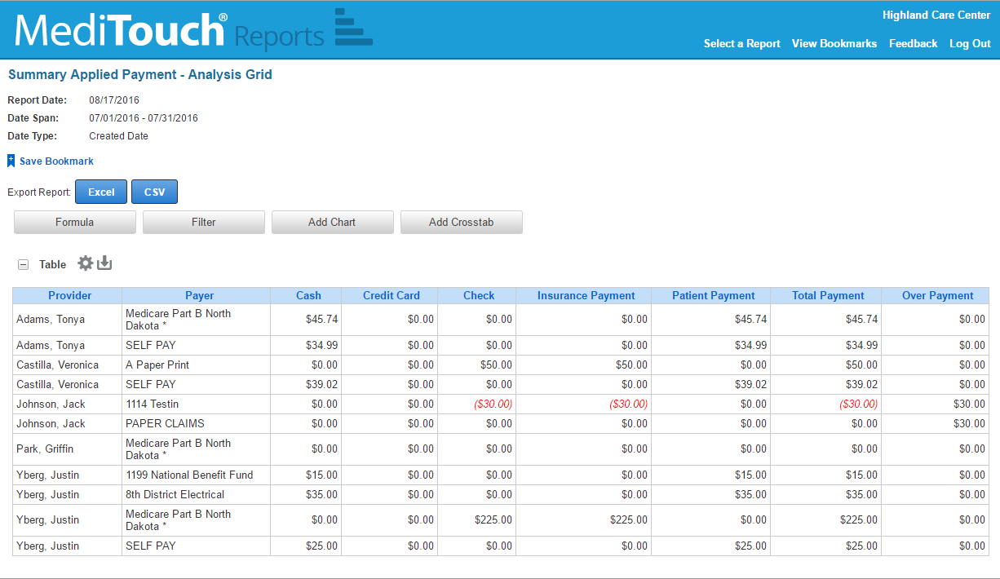 MediTouch® Reports
Highland Care Center
Select a Report View Bookmarks Feedback Log Out
Summary Applied Payment - Analysis Grid
Report Date: 08/17/2016
Date Span: 07/01/2016 - 07/31/2016
Date Type: Created Date
Save Bookmark
Export Report: Excel CSV
Formula Filter Add Chart Add Crosstab
Table
Provider Payer Cash Credit Card Check Insurance Payment Patient Payment Total Payment Over Payment
Adams, Tonya Medicare Part B North Dakota * $45.74 $0.00 $0.00 $0.00 $45.74 $45.74 $0.00
Adams, Tonya SELF PAY $34.99 $0.00 $0.00 $0.00 $34.99 $34.99 $0.00
Castilla, Veronica A Paper Print $0.00 $0.00 $50.00 $50.00 $0.00 $50.00 $0.00
Castilla, Veronica SELF PAY $39.02 $0.00 $0.00 $0.00 $39.02 $39.02 $0.00
Johnson, Jack 1114 Testin $0.00 $0.00 ($30.00) ($30.00) $0.00 ($30.00) $30.00
Johnson, Jack PAPER CLAIMS $0.00 $0.00 $0.00 $0.00 $0.00 $0.00 $30.00
Park, Griffin Medicare Part B North Dakota * $0.00 $0.00 $0.00 $0.00 $0.00 $0.00 $0.00
Yberg, Justin 1199 National Benefit Fund $15.00 $0.00 $0.00 $0.00 $15.00 $15.00 $0.00
Yberg, Justin 8th District Electrical $35.00 $0.00 $0.00 $0.00 $35.00 $35.00 $0.00
Yberg, Justin Medicare Part B North Dakota * $0.00 $0.00 $225.00 $225.00 $0.00 $225.00 $0.00
Yberg, Justin SELF PAY $25.00 $0.00 $0.00 $0.00 $25.00 $25.00 $0.00